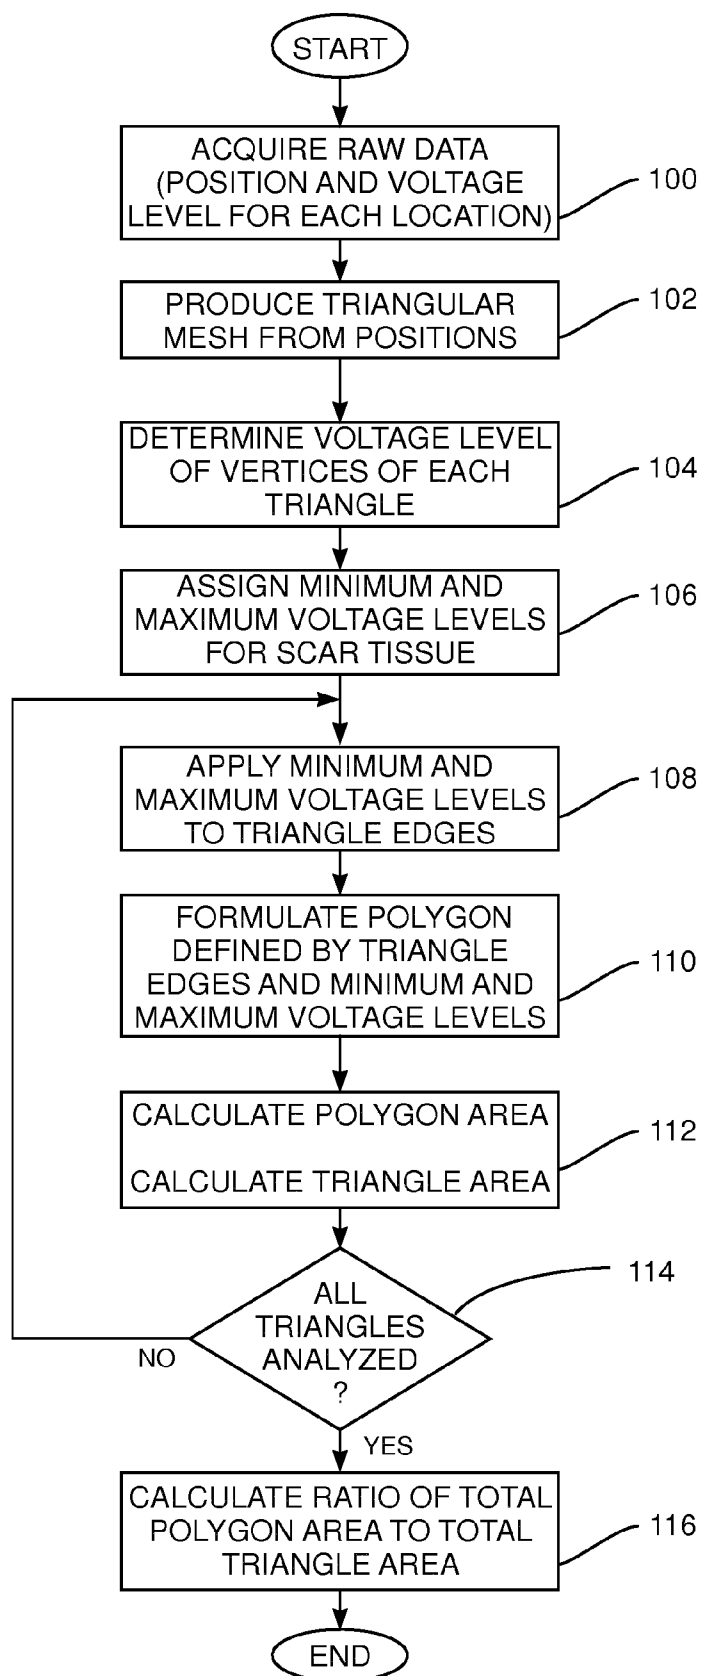 START
ACQUIRE RAW DATA
(POSITION AND VOLTAGE
LEVEL FOR EACH LOCATION)
100
PRODUCE TRIANGULAR
MESH FROM POSITIONS
102
DETERMINE VOLTAGE LEVEL
OF VERTICES OF EACH
TRIANGLE
104
ASSIGN MINIMUM AND
MAXIMUM VOLTAGE LEVELS
FOR SCAR TISSUE
106
APPLY MINIMUM AND
MAXIMUM VOLTAGE LEVELS
TO TRIANGLE EDGES
108
FORMULATE POLYGON
DEFINED BY TRIANGLE
EDGES AND MINIMUM AND
MAXIMUM VOLTAGE LEVELS
110
CALCULATE POLYGON AREA
CALCULATE TRIANGLE AREA
112
ALL
TRIANGLES
ANALYZED
?
114
NO
YES
CALCULATE RATIO OF TOTAL
POLYGON AREA TO TOTAL
TRIANGLE AREA
116
END